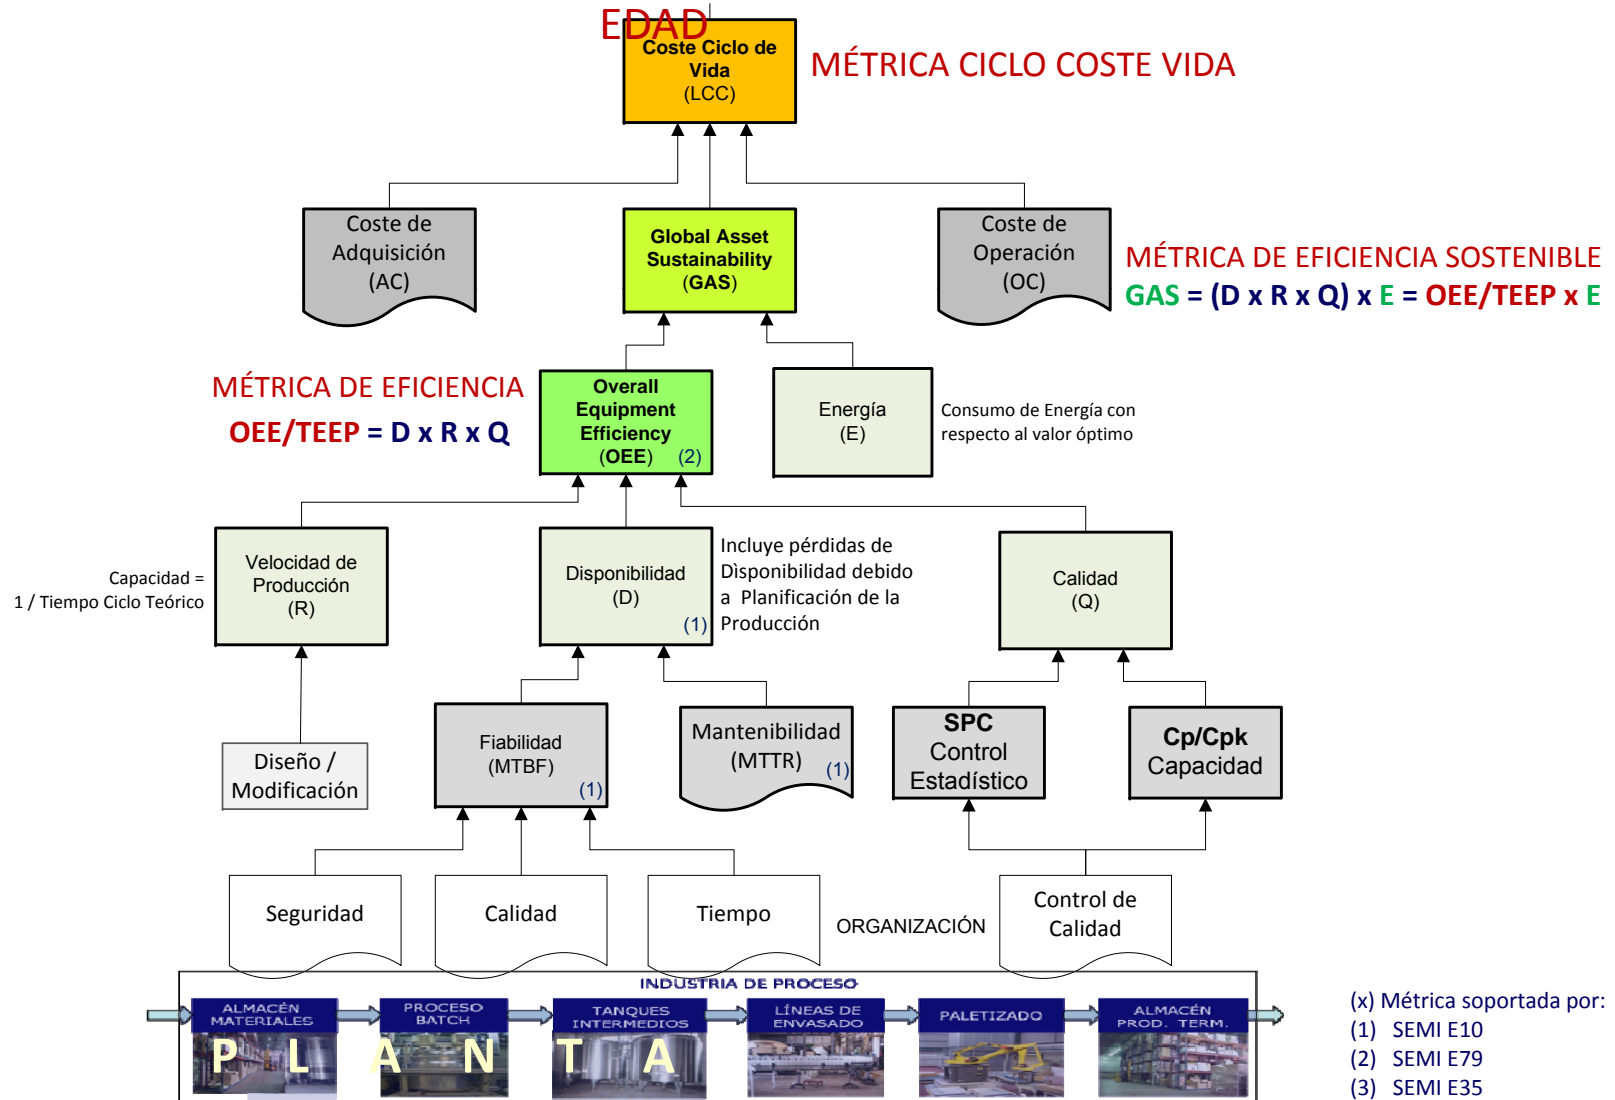 EDAD
Coste Ciclo de
Vida
(LCC)
MÉTRICA CICLO COSTE VIDA
Coste de
Adquisición
(AC)
Global Asset
Sustainability
(GAS)
Coste de
Operación
(OC)
MÉTRICA DE EFICIENCIA SOSTENIBLE
GAS = (D x R x Q) x E = OEE/TEEP x E
MÉTRICA DE EFICIENCIA
OEE/TEEP = D x R x Q
Overall
Equipment
Efficiency
(OEE) (2)
Energía
(E)
Consumo de Energía con
respecto al valor óptimo
Capacidad =
1 / Tiempo Ciclo Teórico
Velocidad de
Producción
(R)
Disponibilidad
(D)
(1)
Incluye pérdidas de
Dìsponibilidad debido
a Planificación de la
Producción
Calidad
(Q)
Diseño /
Modificación
Fiabilidad
(MTBF)
(1)
Mantenibilidad
(MTTR) (1)
SPC
Control
Estadístico
Cp/Cpk
Capacidad
Seguridad
Calidad
Tiempo
ORGANIZACIÓN
Control de
Calidad
INDUSTRIA DE PROCESO
ALMACÉN
MATERIALES
PROCESO
BATCH
TANQUES
INTERMEDIOS
LÍNEAS DE
ENVASADO
PALETIZADO
ALMACÉN
PROD. TERM.
P L A N T A
(x) Métrica soportada por:
(1) SEMI E10
(2) SEMI E79
(3) SEMI E35